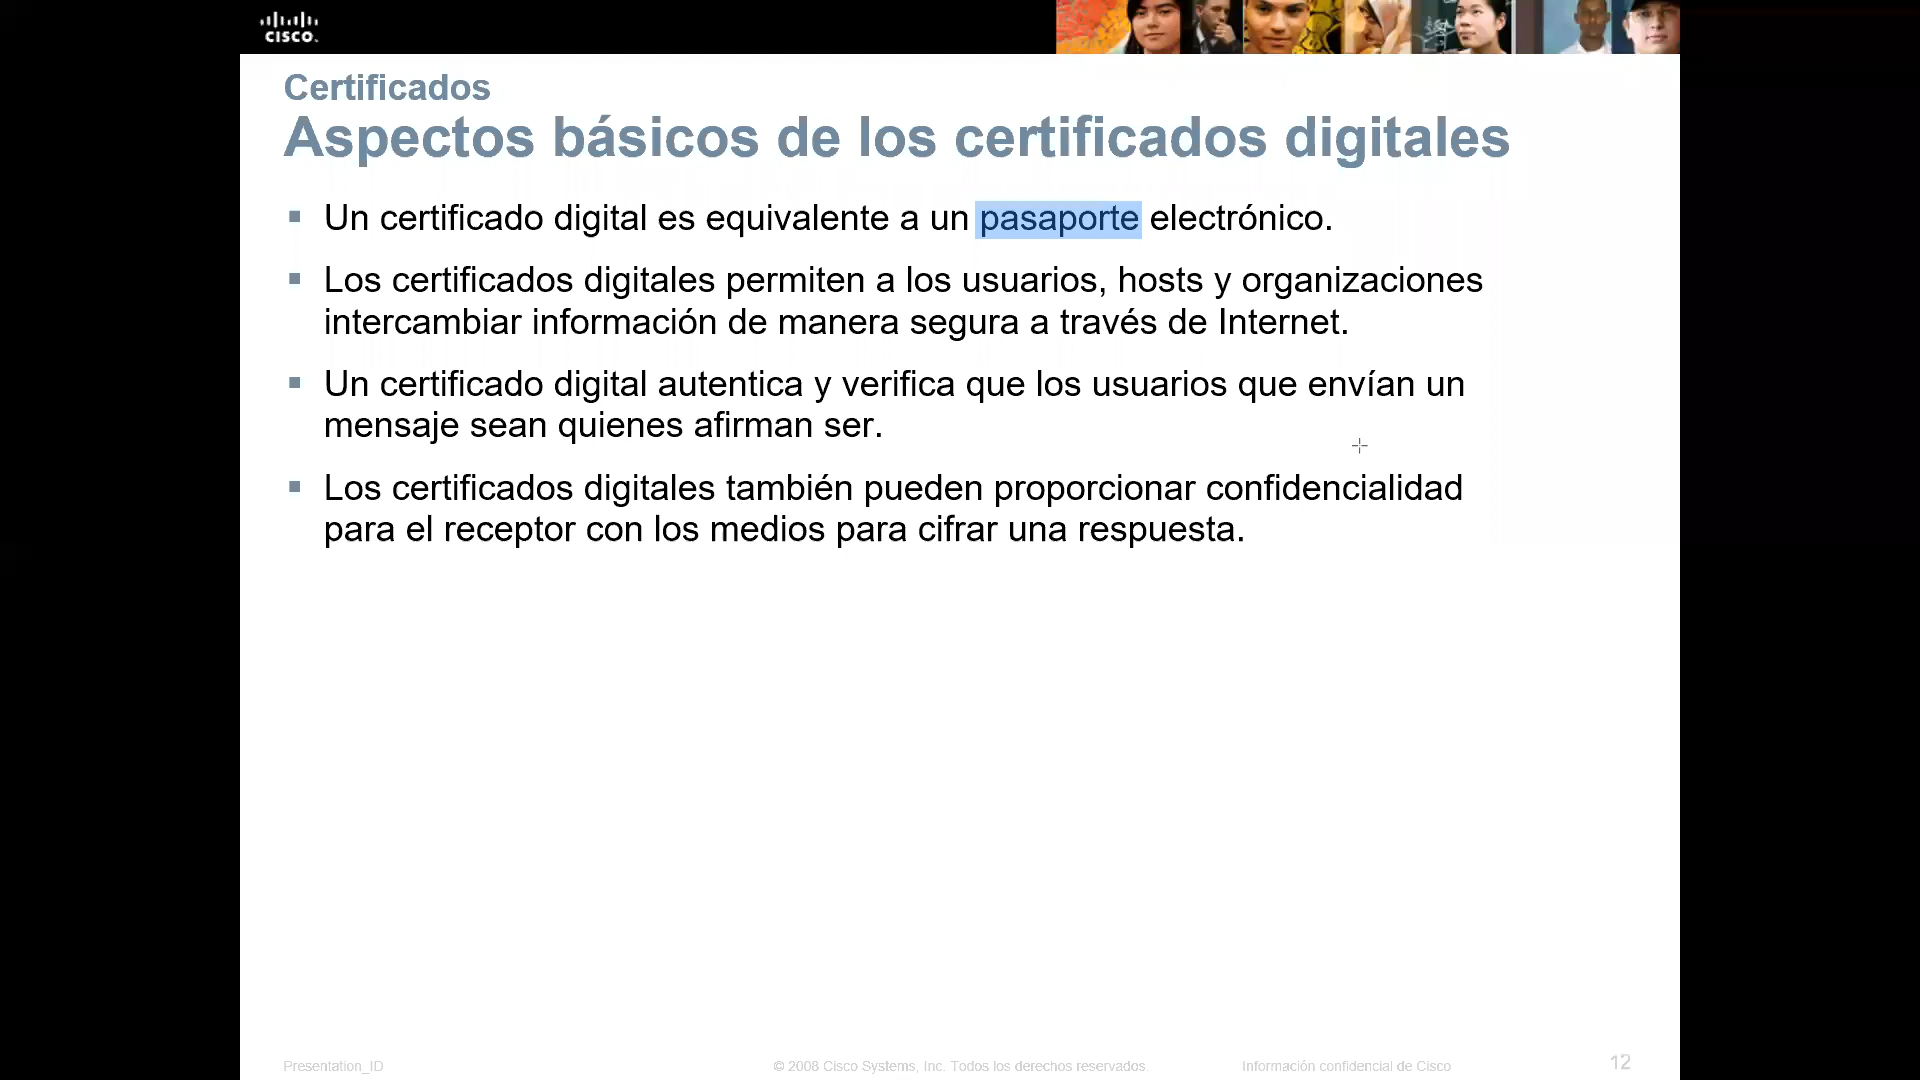 CISCO.
Certificados
Aspectos básicos de los certificados digitales
Un certificado digital es equivalente a un pasaporte electrónico.
Los certificados digitales permiten a los usuarios, hosts y organizaciones
intercambiar información de manera segura a través de Internet.
Un certificado digital autentica y verifica que los usuarios que envían un
mensaje sean quienes afirman ser.
Los certificados digitales también pueden proporcionar confidencialidad
para el receptor con los medios para cifrar una respuesta.
Presentation_ID © 2008 Cisco Systems, Inc. Todos los derechos reservados. Información confidencial de Cisco 12